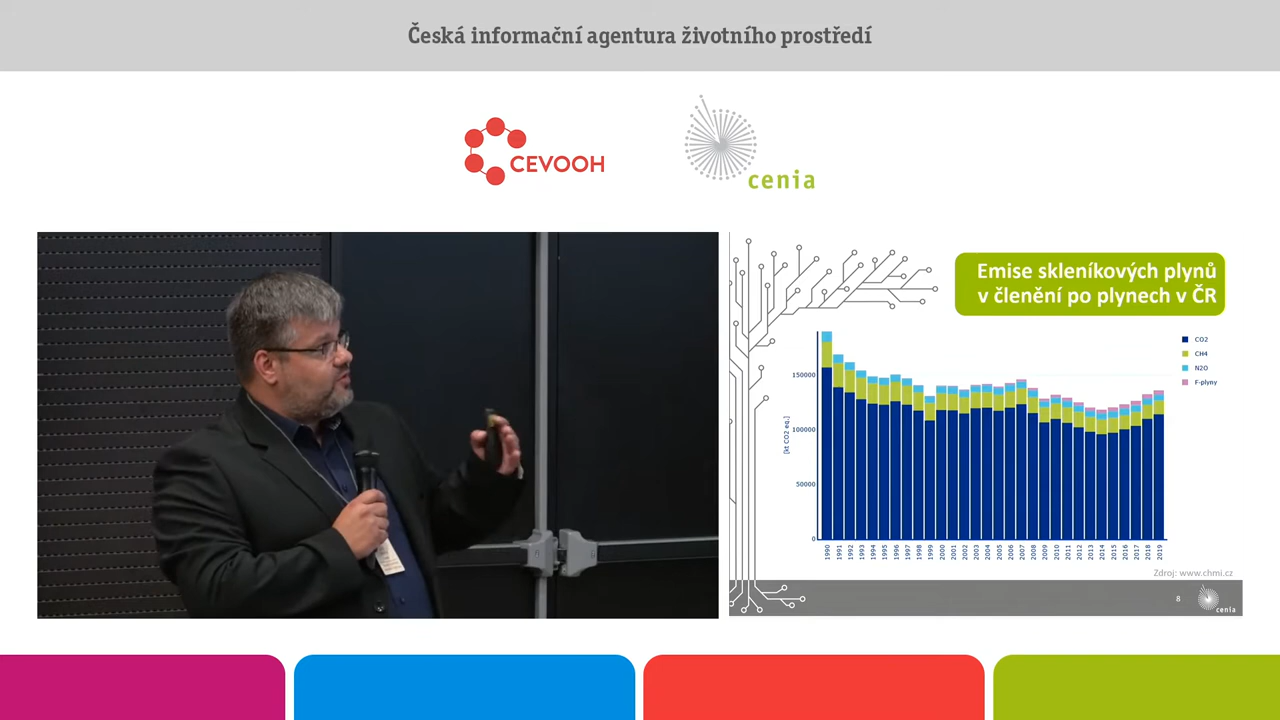 Česká informační agentura životního prostředí
CEVOOH
cenia
Emise skleníkových plynů
v členění po plynech v ČR
CO2
CH4
N2O
F-plyny
[kt CO2 eq.]
150000
100000
50000
0
1990 1991 1992 1993 1994 1995 1996 1997 1998 1999 2000 2001 2002 2003 2004 2005 2006 2007 2008 2009 2010 2011 2012 2013 2014 2015 2016 2017 2018 2019
Zdroj: www.chmi.cz
8
cenia